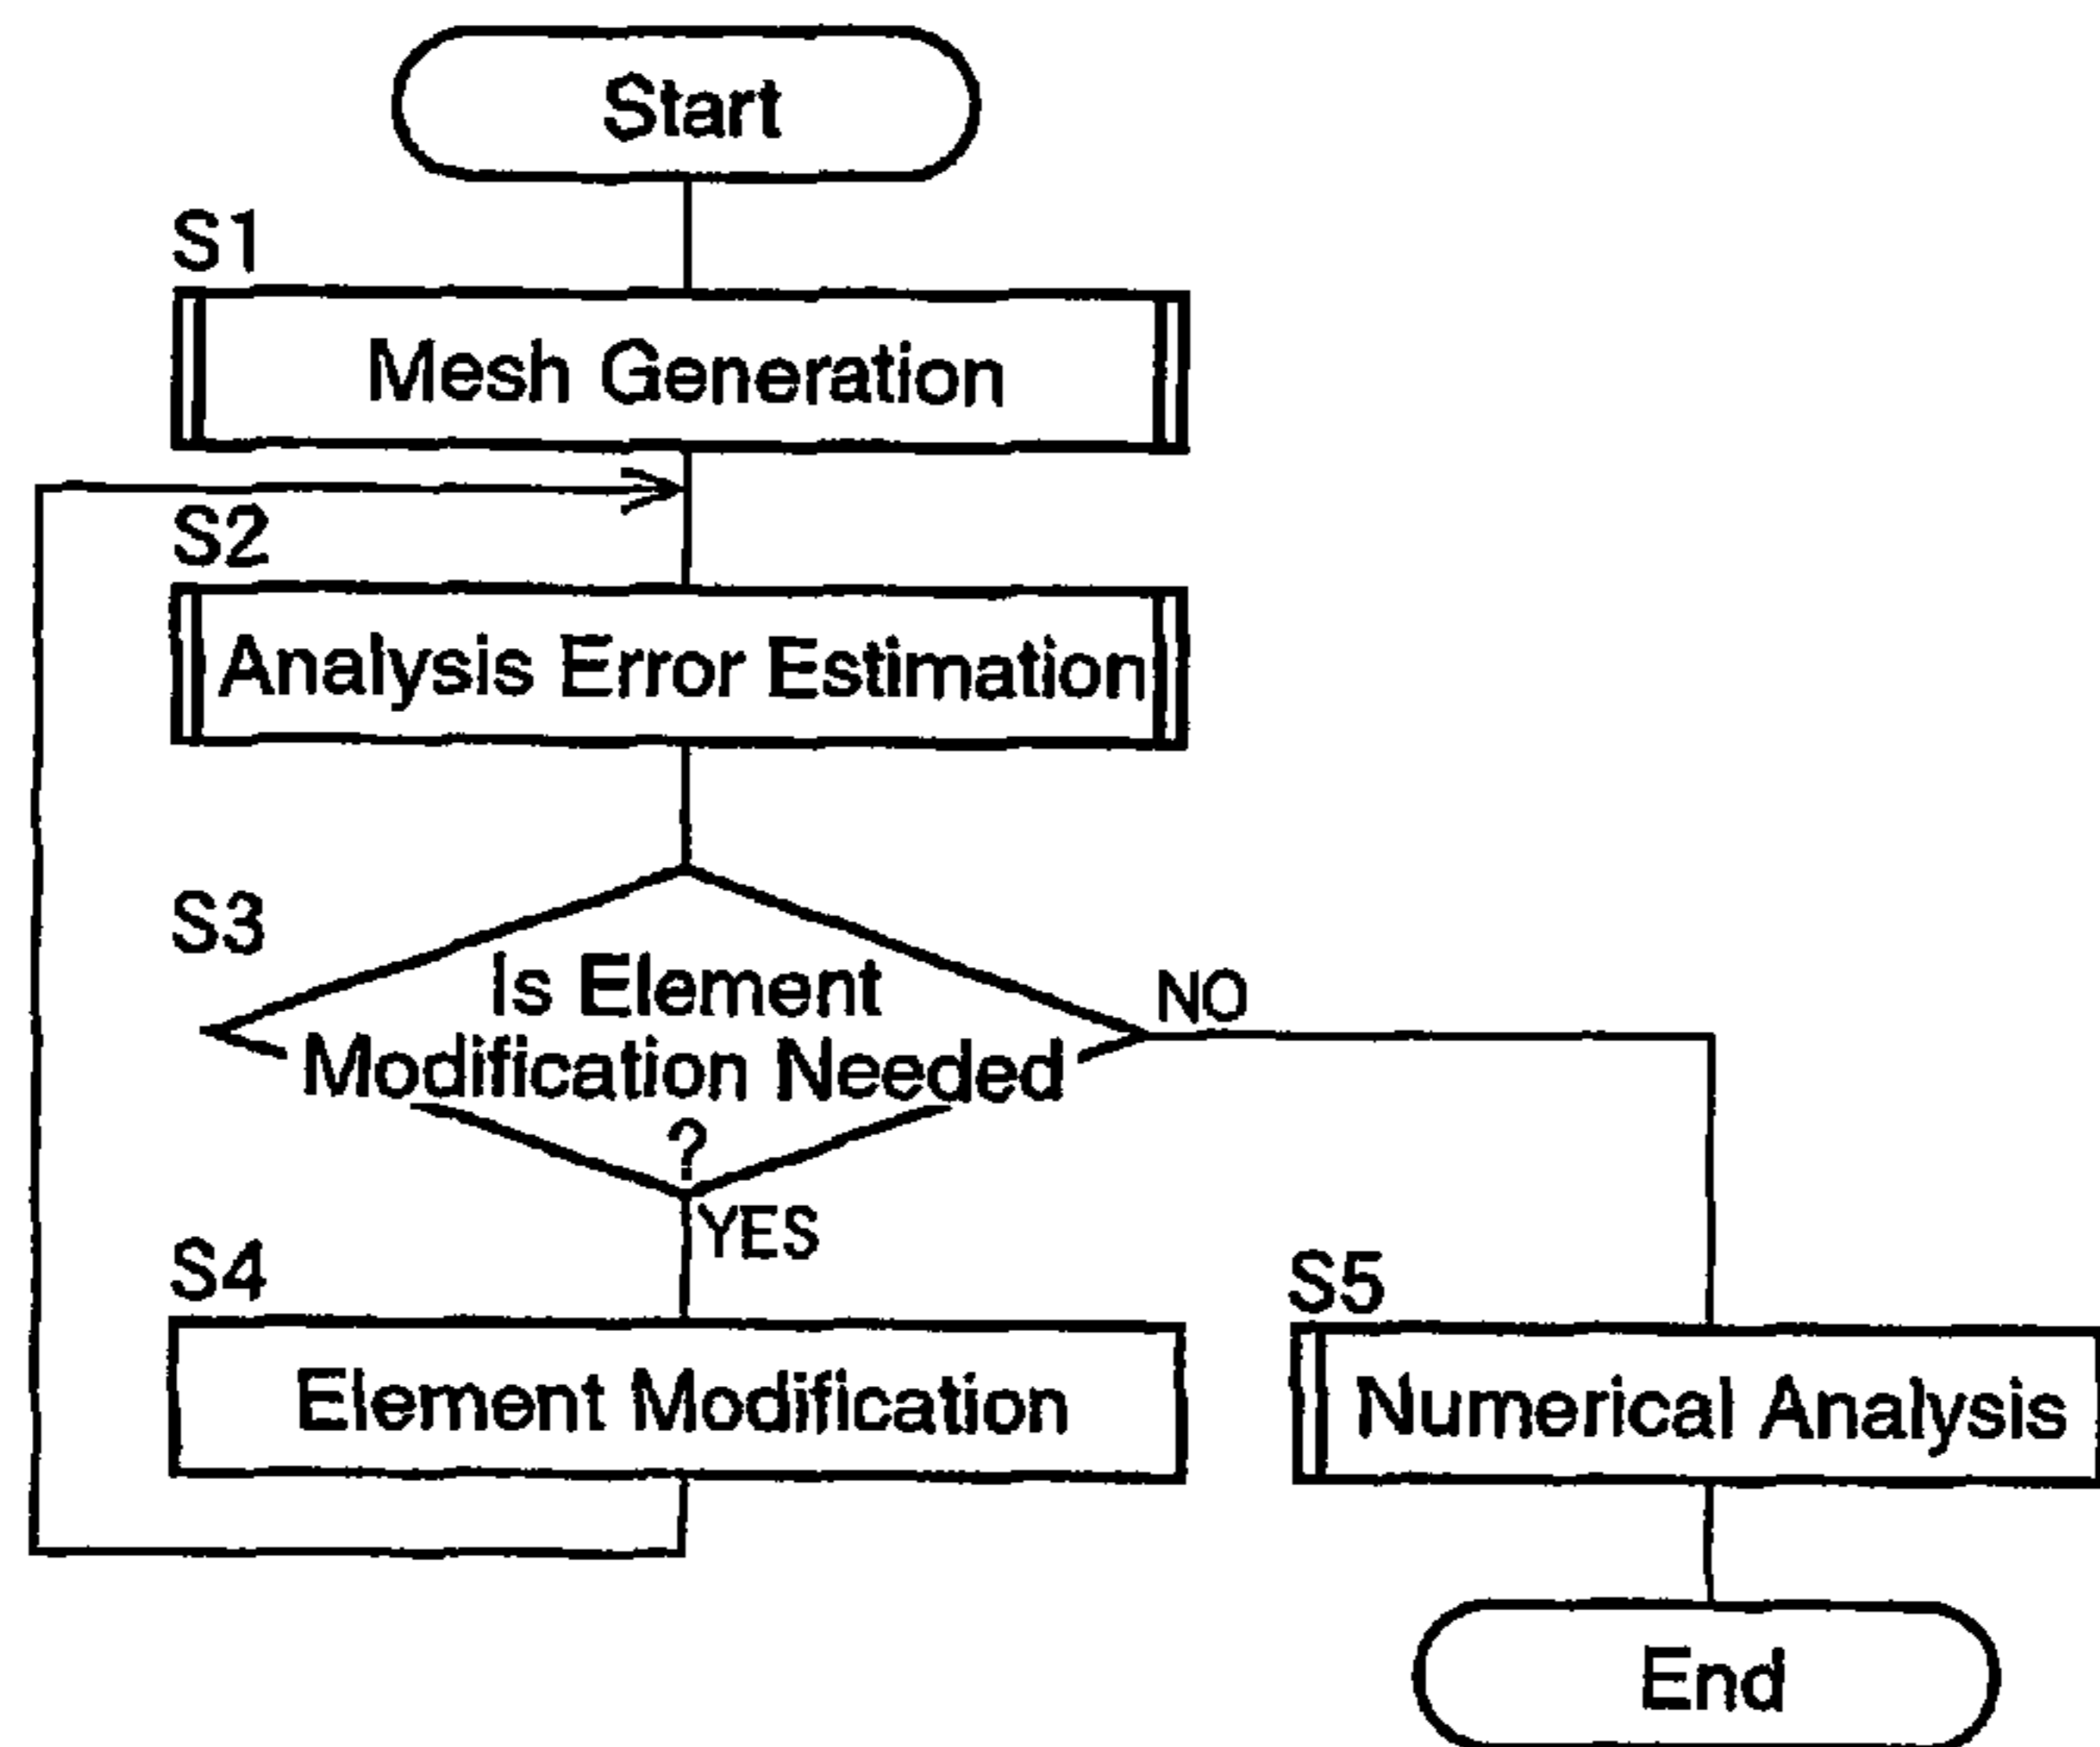 Start
S1
Mesh Generation
S2
Analysis Error Estimation
S3
Is Element
Modification Needed
?
NO
YES
S4
Element Modification
S5
Numerical Analysis
End